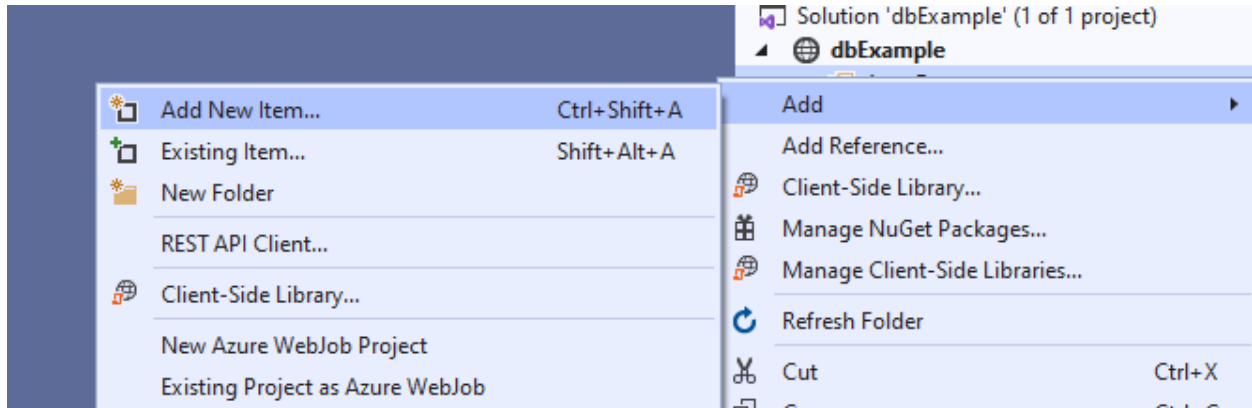 Solution 'dbExample' (1 of 1 project)
dbExample
Add New Item... Ctrl+Shift+A
Existing Item... Shift+Alt+A
New Folder
REST API Client...
Client-Side Library...
New Azure WebJob Project
Existing Project as Azure WebJob
Add
Add Reference...
Client-Side Library...
Manage NuGet Packages...
Manage Client-Side Libraries...
Refresh Folder
Cut Ctrl+X